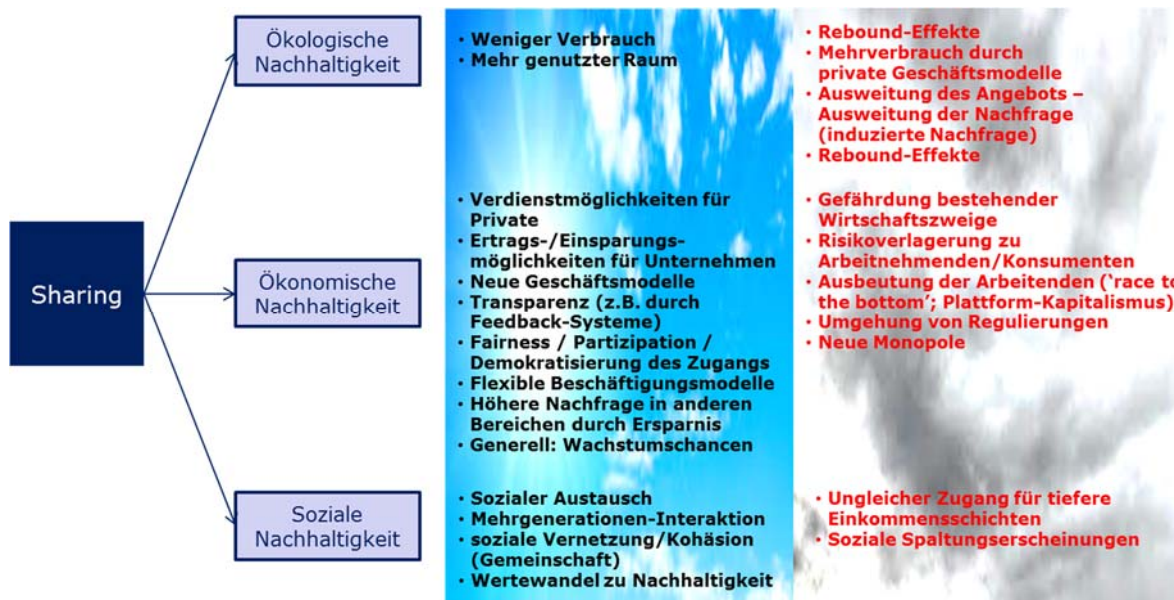 Sharing
Ökologische
Nachhaltigkeit
• Weniger Verbrauch
• Mehr genutzter Raum
• Rebound-Effekte
• Mehrverbrauch durch
private Geschäftsmodelle
• Ausweitung des Angebots –
Ausweitung der Nachfrage
(induzierte Nachfrage)
• Rebound-Effekte
Ökonomische
Nachhaltigkeit
• Verdienstmöglichkeiten für
Private
• Ertrags-/Einsparungs-
möglichkeiten für Unternehmen
• Neue Geschäftsmodelle
• Transparenz (z.B. durch
Feedback-Systeme)
• Fairness / Partizipation /
Demokratisierung des Zugangs
• Flexible Beschäftigungsmodelle
• Höhere Nachfrage in anderen
Bereichen durch Ersparnis
• Generell: Wachstumschancen
• Gefährdung bestehender
Wirtschaftszweige
• Risikoverlagerung zu
Arbeitnehmenden/Konsumenten
• Ausbeutung der Arbeitenden (‘race to
the bottom’; Plattform-Kapitalismus)
• Umgehung von Regulierungen
• Neue Monopole
Soziale
Nachhaltigkeit
• Sozialer Austausch
• Mehrgenerationen-Interaktion
• soziale Vernetzung/Kohäsion
(Gemeinschaft)
• Wertewandel zu Nachhaltigkeit
• Ungleicher Zugang für tiefere
Einkommensschichten
• Soziale Spaltungserscheinungen